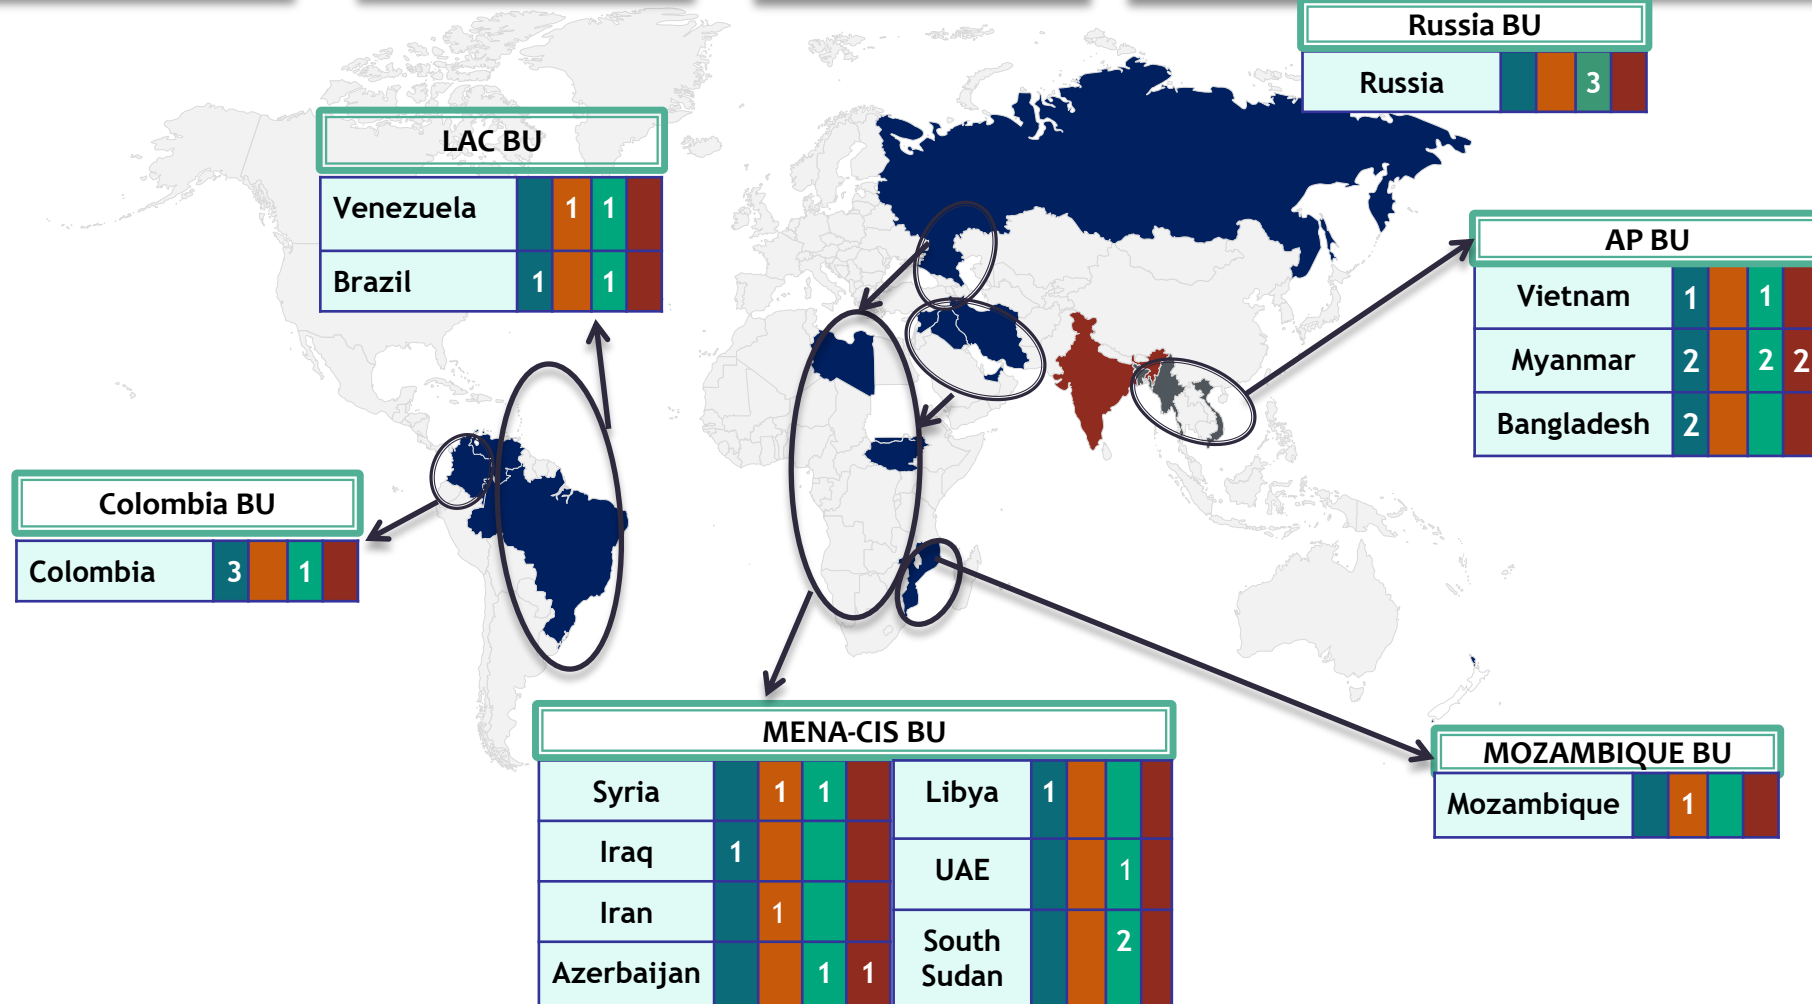 Russia BU
Russia 3
LAC BU
Venezuela 1 1
Brazil 1 1
AP BU
Vietnam 1 1
Myanmar 2 2 2
Bangladesh 2
Colombia BU
Colombia 3 1
MENA-CIS BU
Syria 1 1
Iraq 1
Iran 1
Azerbaijan 1 1
Libya 1
UAE 1
South
Sudan 2
MOZAMBIQUE BU
Mozambique 1